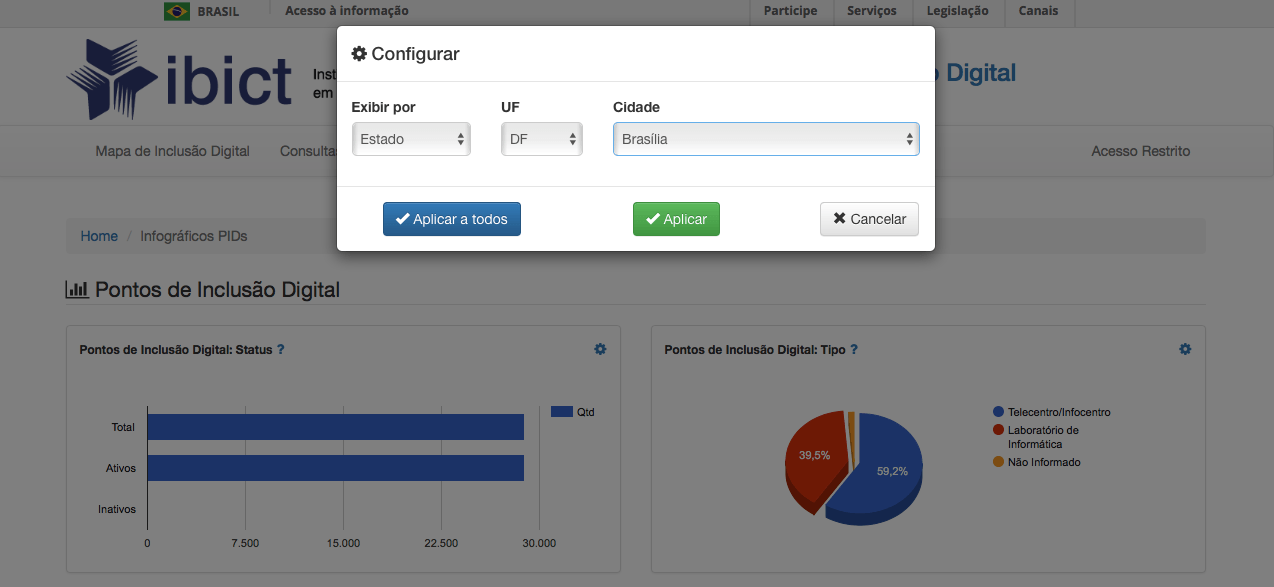 BRASIL
Acesso à informação
Participe
Serviços
Legislação
Canais
ibict
Inst
em
Digital
Configurar
Exibir por
UF
Cidade
Estado
DF
Brasília
Aplicar a todos
Aplicar
Cancelar
Mapa de Inclusão Digital
Consulta
Acesso Restrito
Home / Infográficos PIDs
Pontos de Inclusão Digital
Pontos de Inclusão Digital: Status ?
Qtd
Total
Ativos
Inativos
0
7.500
15.000
22.500
30.000
Pontos de Inclusão Digital: Tipo ?
39,5%
59,2%
Telecentro/Infocentro
Laboratório de
Informática
Não Informado